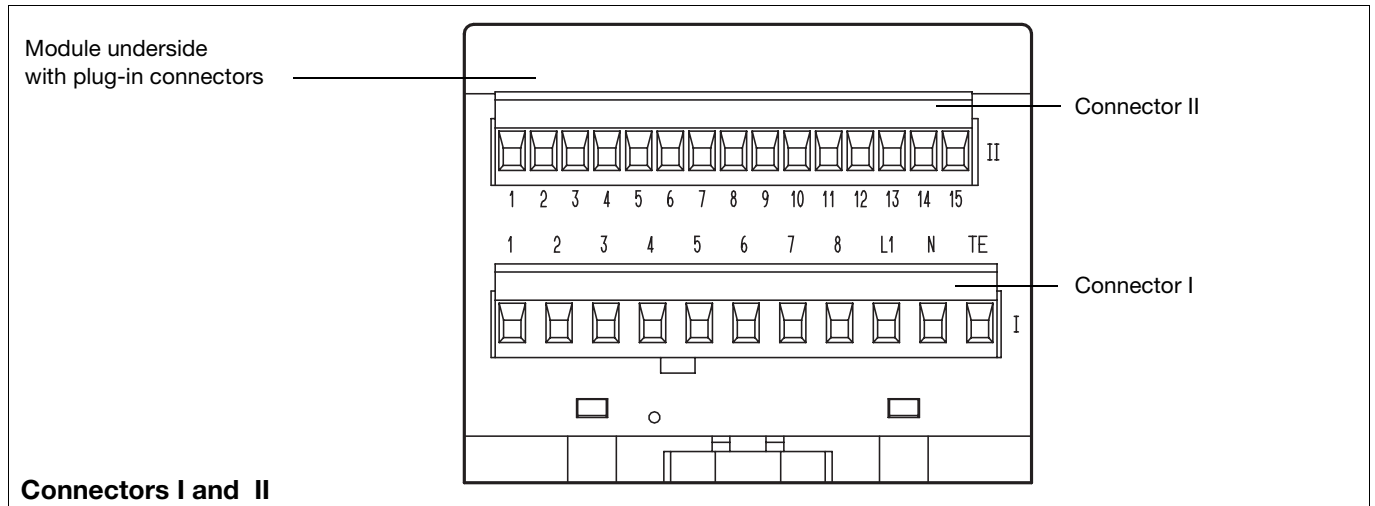 Module underside
with plug-in connectors
Connector II
II
1 2 3 4 5 6 7 8 9 10 11 12 13 14 15
1 2 3 4 5 6 7 8 L1 N TE
Connector I
I
Connectors I and II